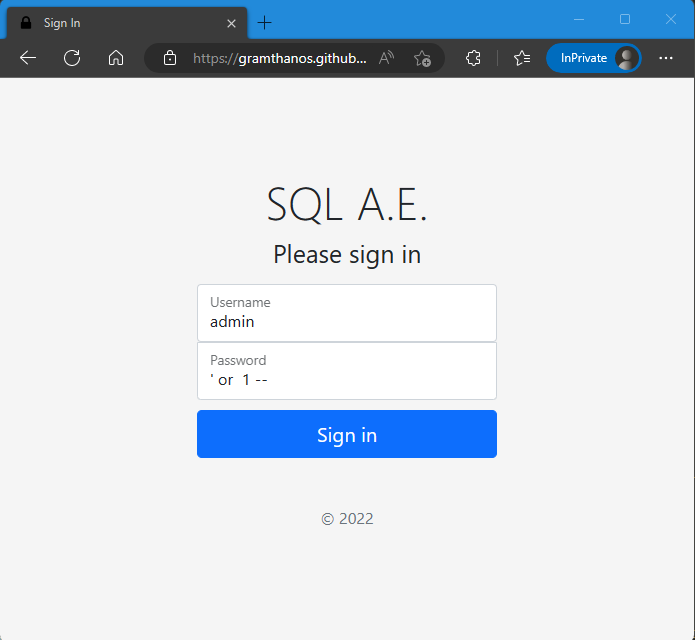 Sign In
https://gramthanos.github...
InPrivate
SQL A.E.
Please sign in
Username
admin
Password
' or  1 --
Sign in
© 2022